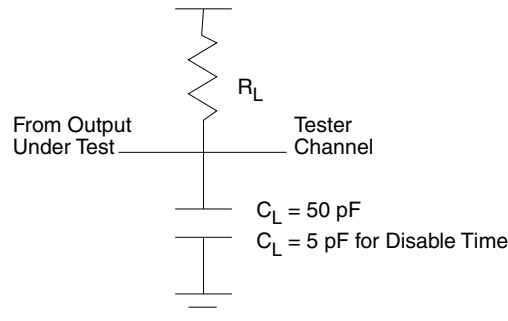 R_L
From Output
Under Test
Tester
Channel
C_L = 50 pF
C_L = 5 pF for Disable Time